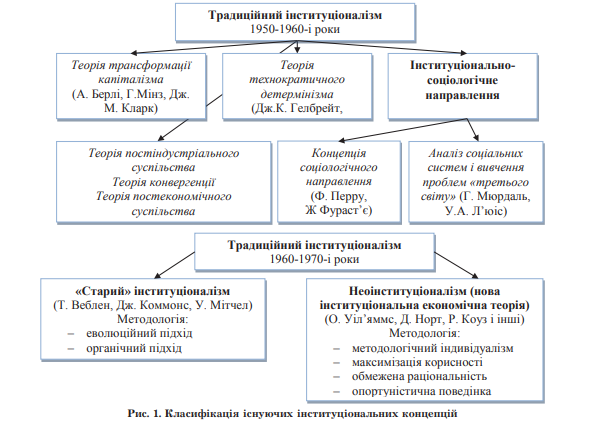 Традиційний інституціоналізм
1950-1960-і роки
Теорія трансформації
капіталізма
(А. Берлі, Г.Мінз, Дж.
М. Кларк)
Теорія
технократичного
детермінізма
(Дж.К. Гелбрейт,
Інституціонально-
соціологічне
направлення
Теорія постіндустріального
суспільства
Теорія конвергенції
Теорія постекономічного
суспільства
Концепція
соціологічного
направлення
(Ф. Перру,
Ж Фураст’є)
Аналіз соціальних
систем і вивчення
проблем «третього
світу» (Г. Мюрдаль,
У.А. Л’юіс)
Традиційний інституціоналізм
1960-1970-і роки
«Старий» інституціоналізм
(Т. Веблен, Дж. Коммонс, У. Мітчел)
Методологія:
– еволюційний підхід
– органічний підхід
Неоінституціоналізм (нова
інституціональна економічна теорія)
(О. Уіл’яммс, Д. Норт, Р. Коуз і інші)
Методологія:
– методологічний індивідуалізм
– максимізація корисності
– обмежена раціональність
– опортуністична поведінка
Рис. 1. Класифікація існуючих інституціональних концепцій